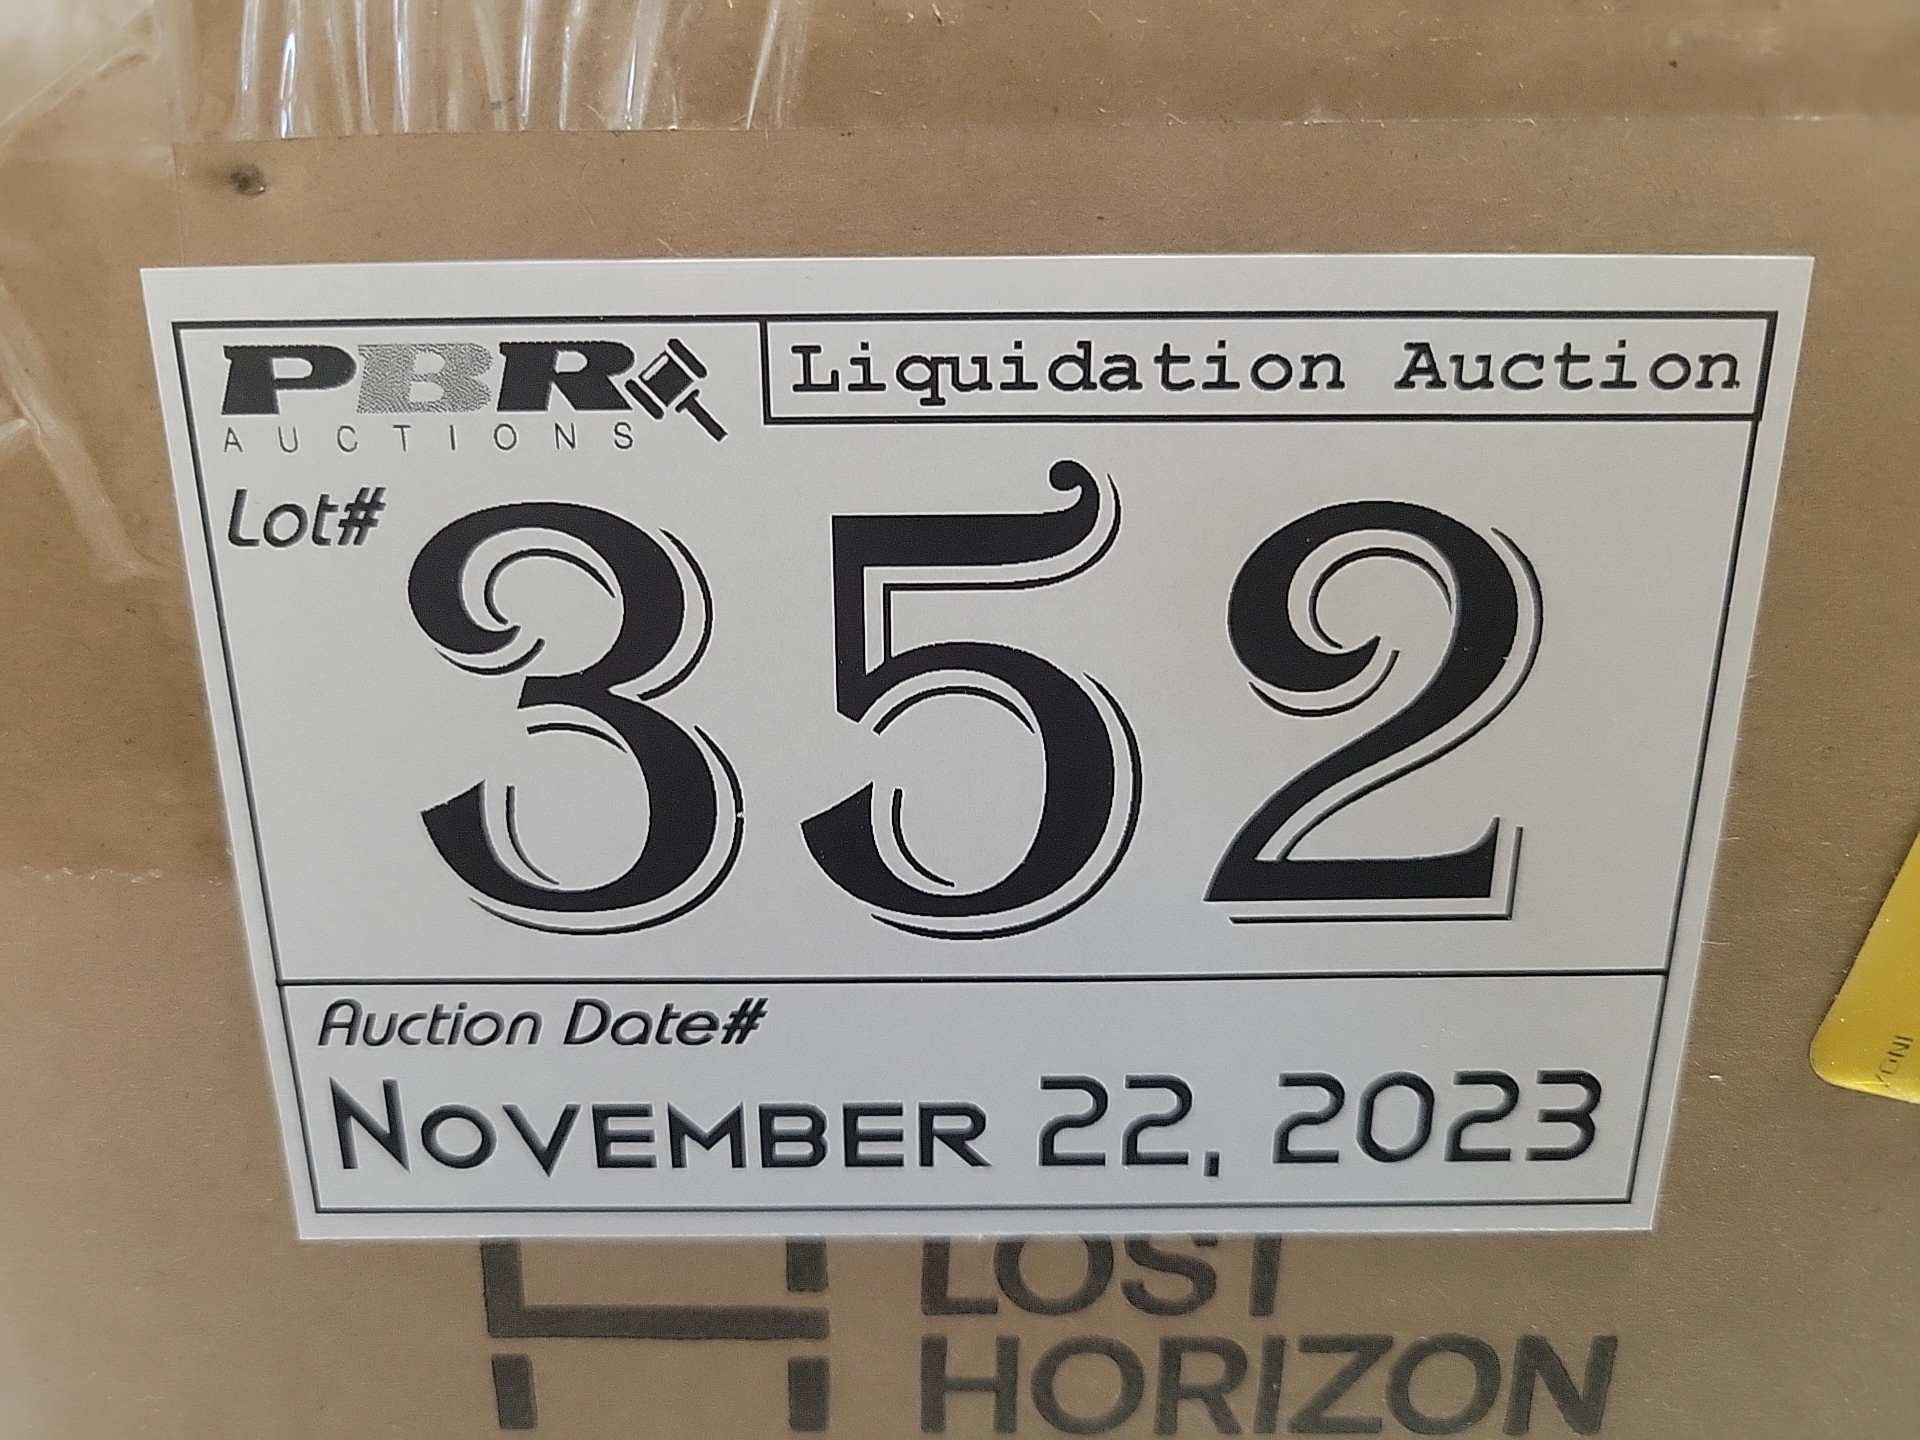 PBR
AUCTIONS
Liquidation Auction
Lot#
352
Auction Date#
November 22, 2023
LOST
HORIZON